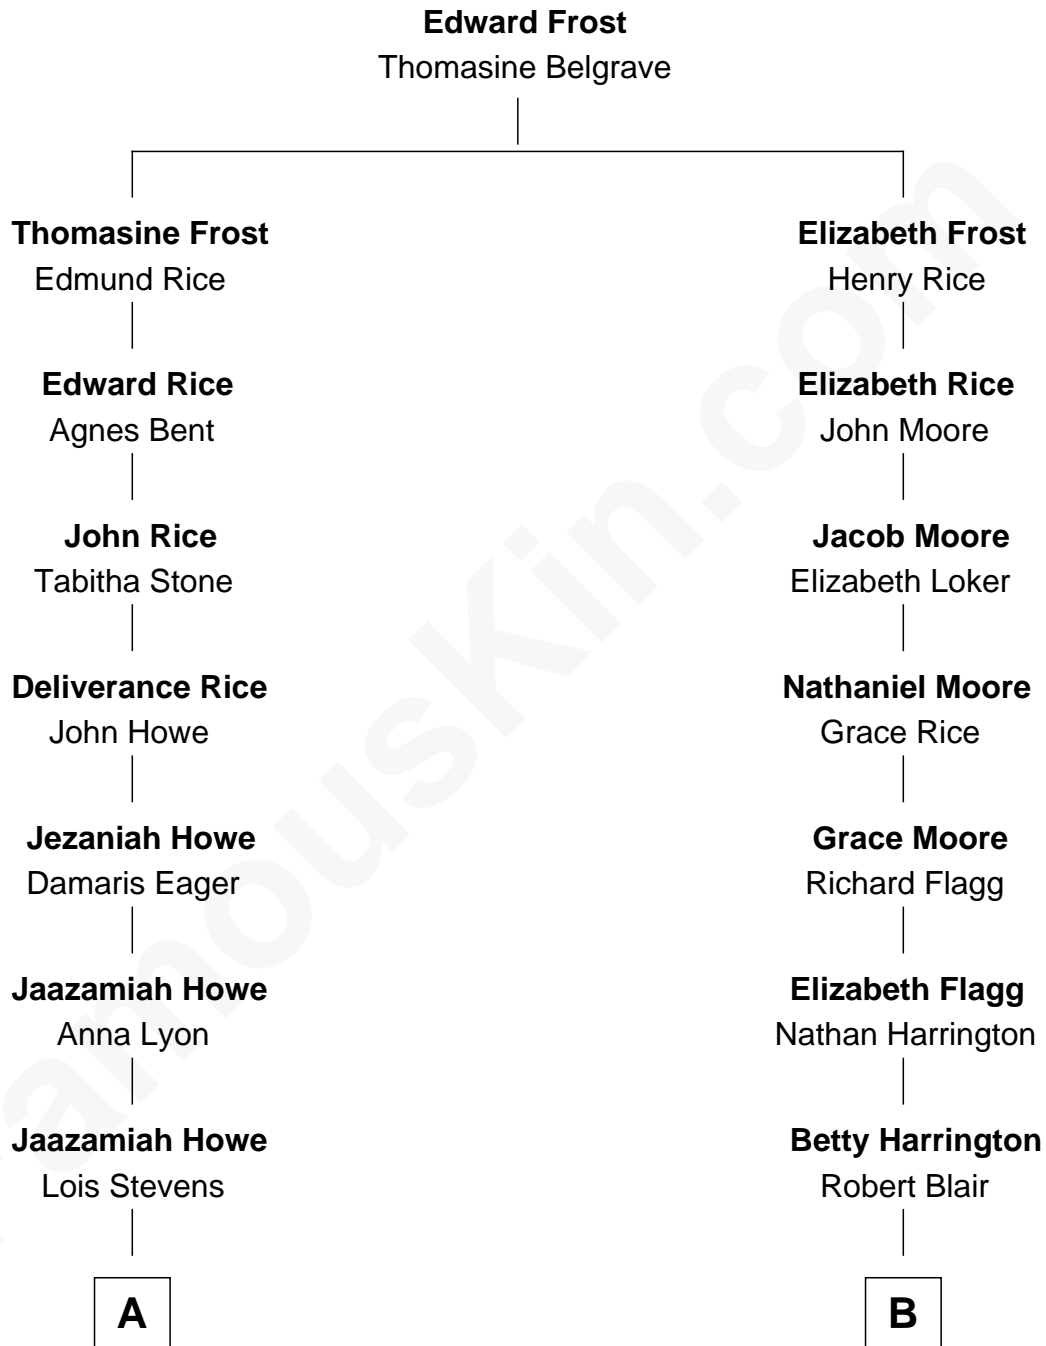 Edward Frost
Thomasine Belgrave
Thomasine Frost
Edmund Rice
Elizabeth Frost
Henry Rice
Edward Rice
Agnes Bent
Elizabeth Rice
John Moore
John Rice
Tabitha Stone
Jacob Moore
Elizabeth Loker
Deliverance Rice
John Howe
Nathaniel Moore
Grace Rice
Jezaniah Howe
Damaris Eager
Grace Moore
Richard Flagg
Jaazamiah Howe
Anna Lyon
Elizabeth Flagg
Nathan Harrington
Jaazamiah Howe
Lois Stevens
Betty Harrington
Robert Blair
A
B
famouskin.com